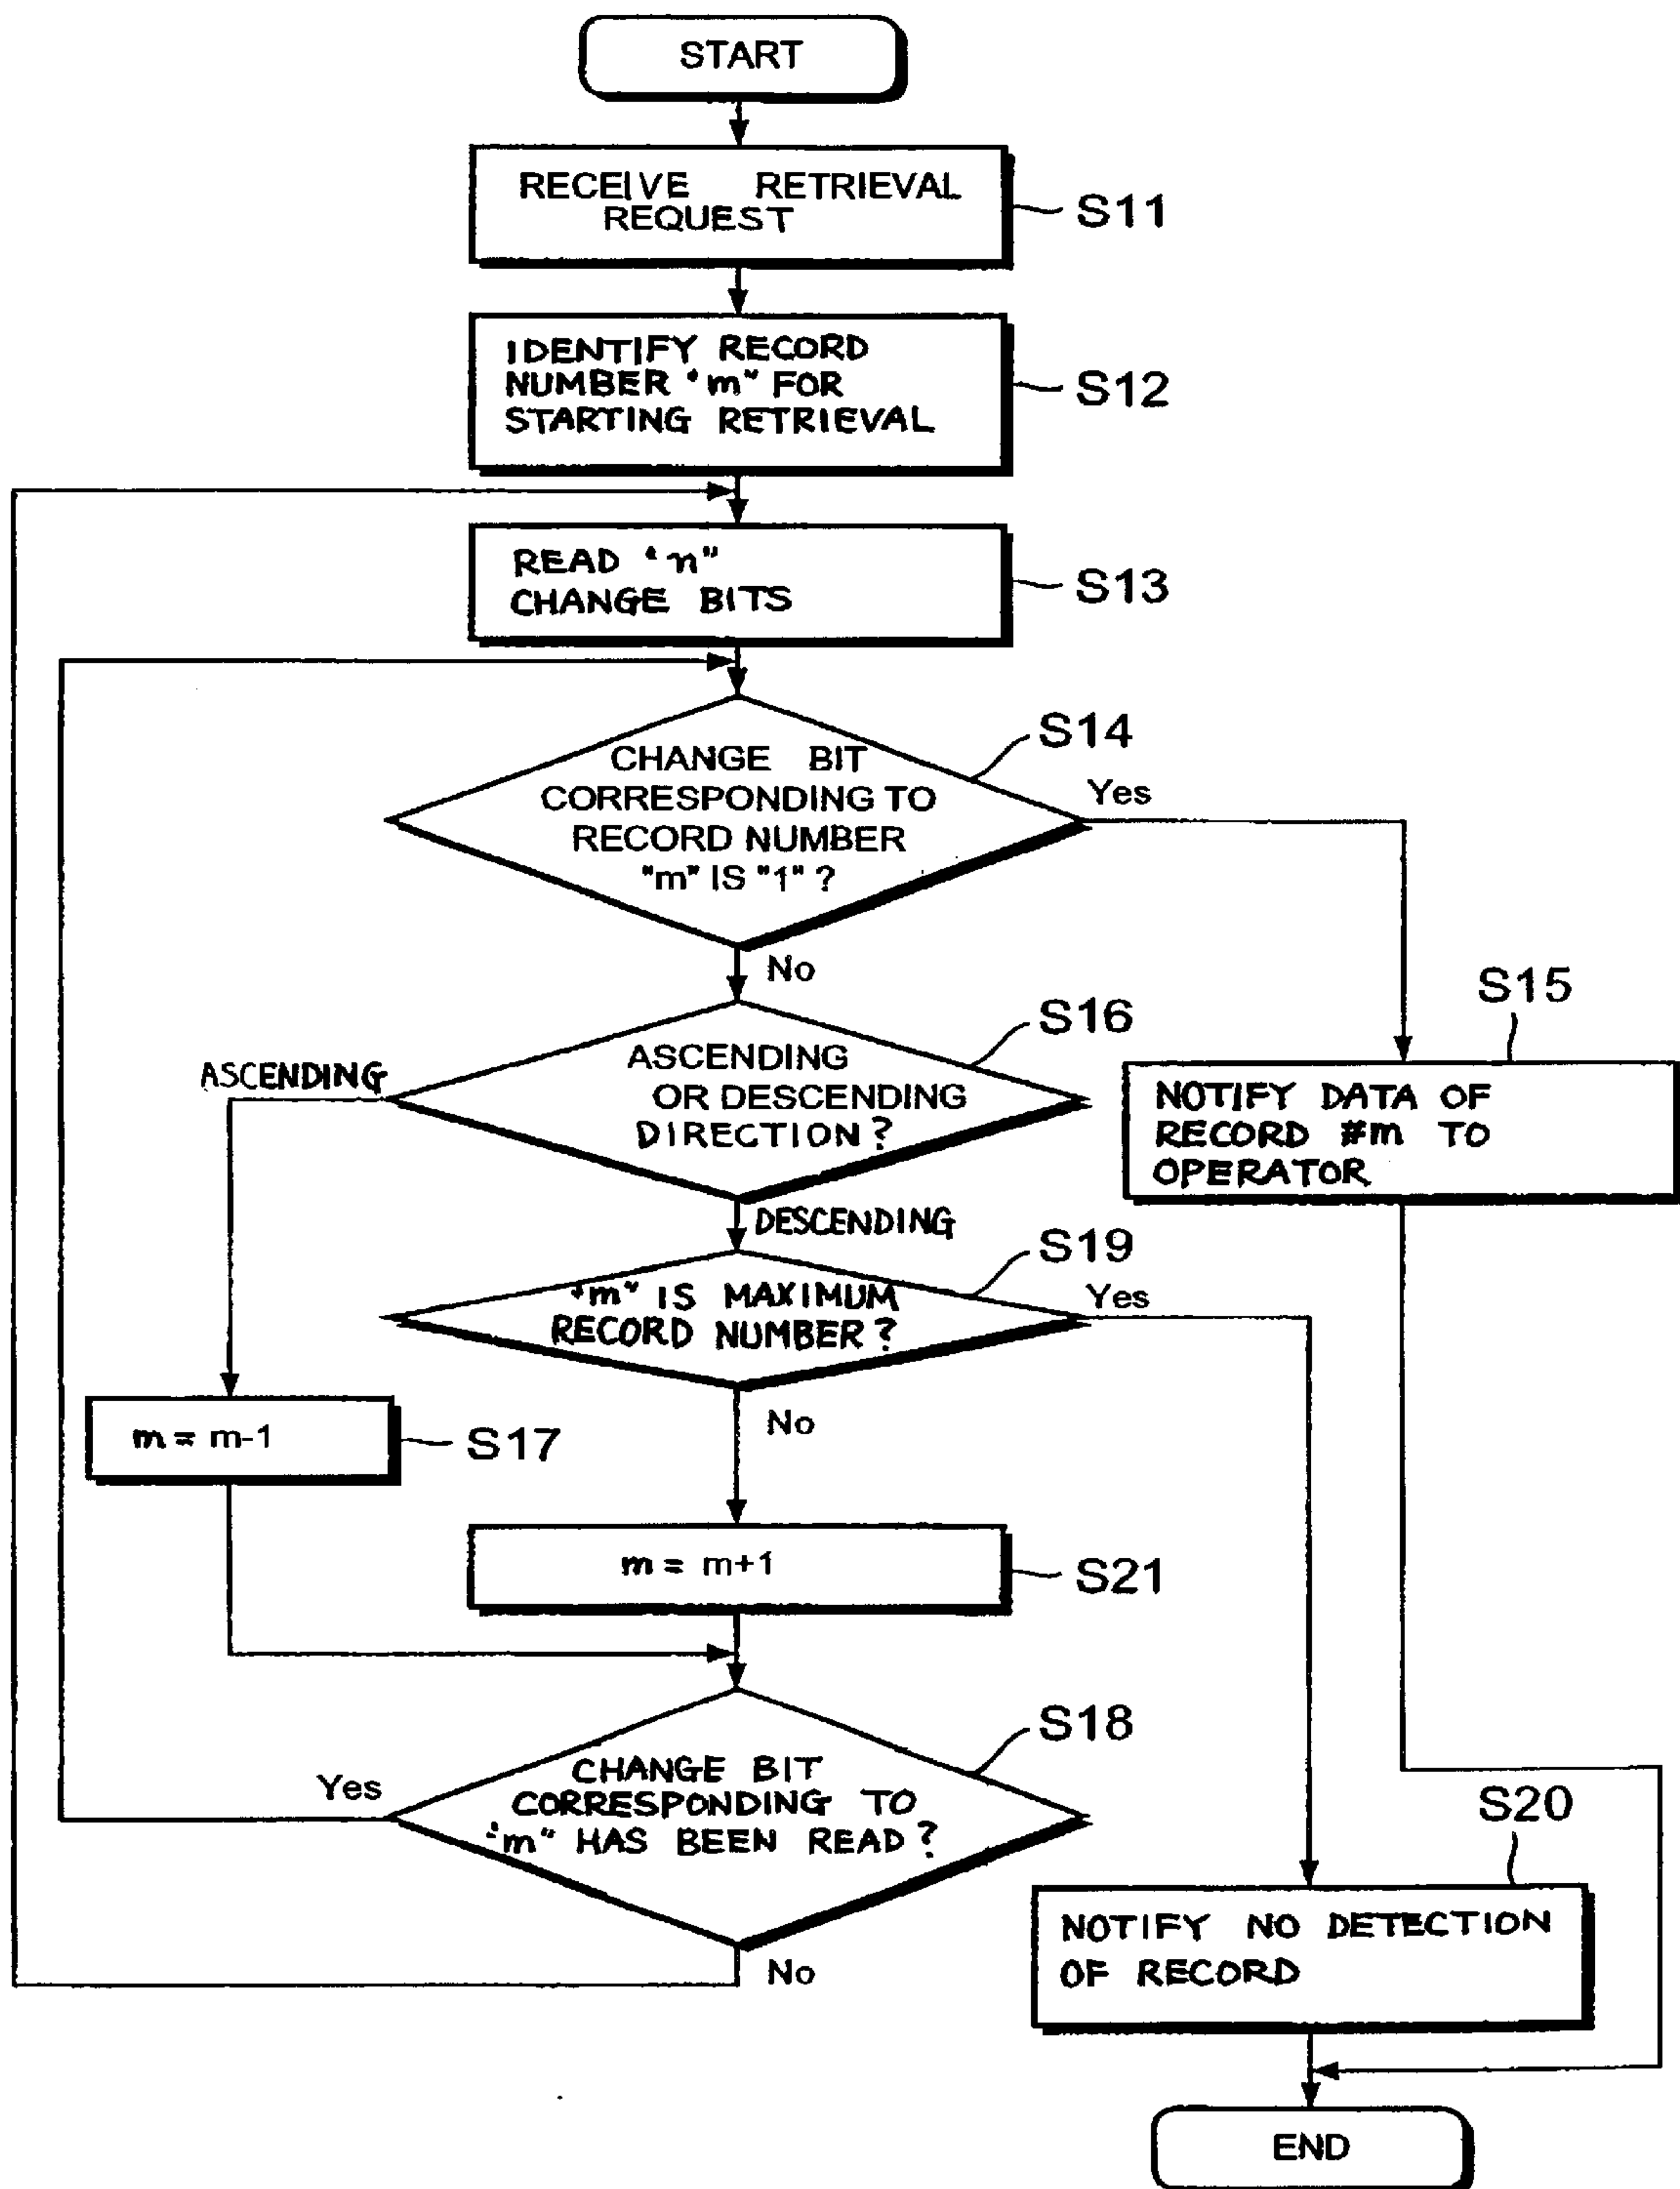 START
RECEIVE RETRIEVAL
REQUEST
S11
IDENTIFY RECORD
NUMBER "m" FOR
STARTING RETRIEVAL
S12
READ "n"
CHANGE BITS
S13
S14
CHANGE BIT
CORRESPONDING TO
RECORD NUMBER
"m" IS "1" ?
Yes
No
S15
NOTIFY DATA OF
RECORD #m TO
OPERATOR
S16
ASCENDING
OR DESCENDING
DIRECTION ?
ASCENDING
DESCENDING
S19
"m" IS MAXIMUM
RECORD NUMBER ?
Yes
No
m = m-1
S17
m = m+1
S21
S18
CHANGE BIT
CORRESPONDING TO
"m" HAS BEEN READ ?
Yes
No
S20
NOTIFY NO DETECTION
OF RECORD
END